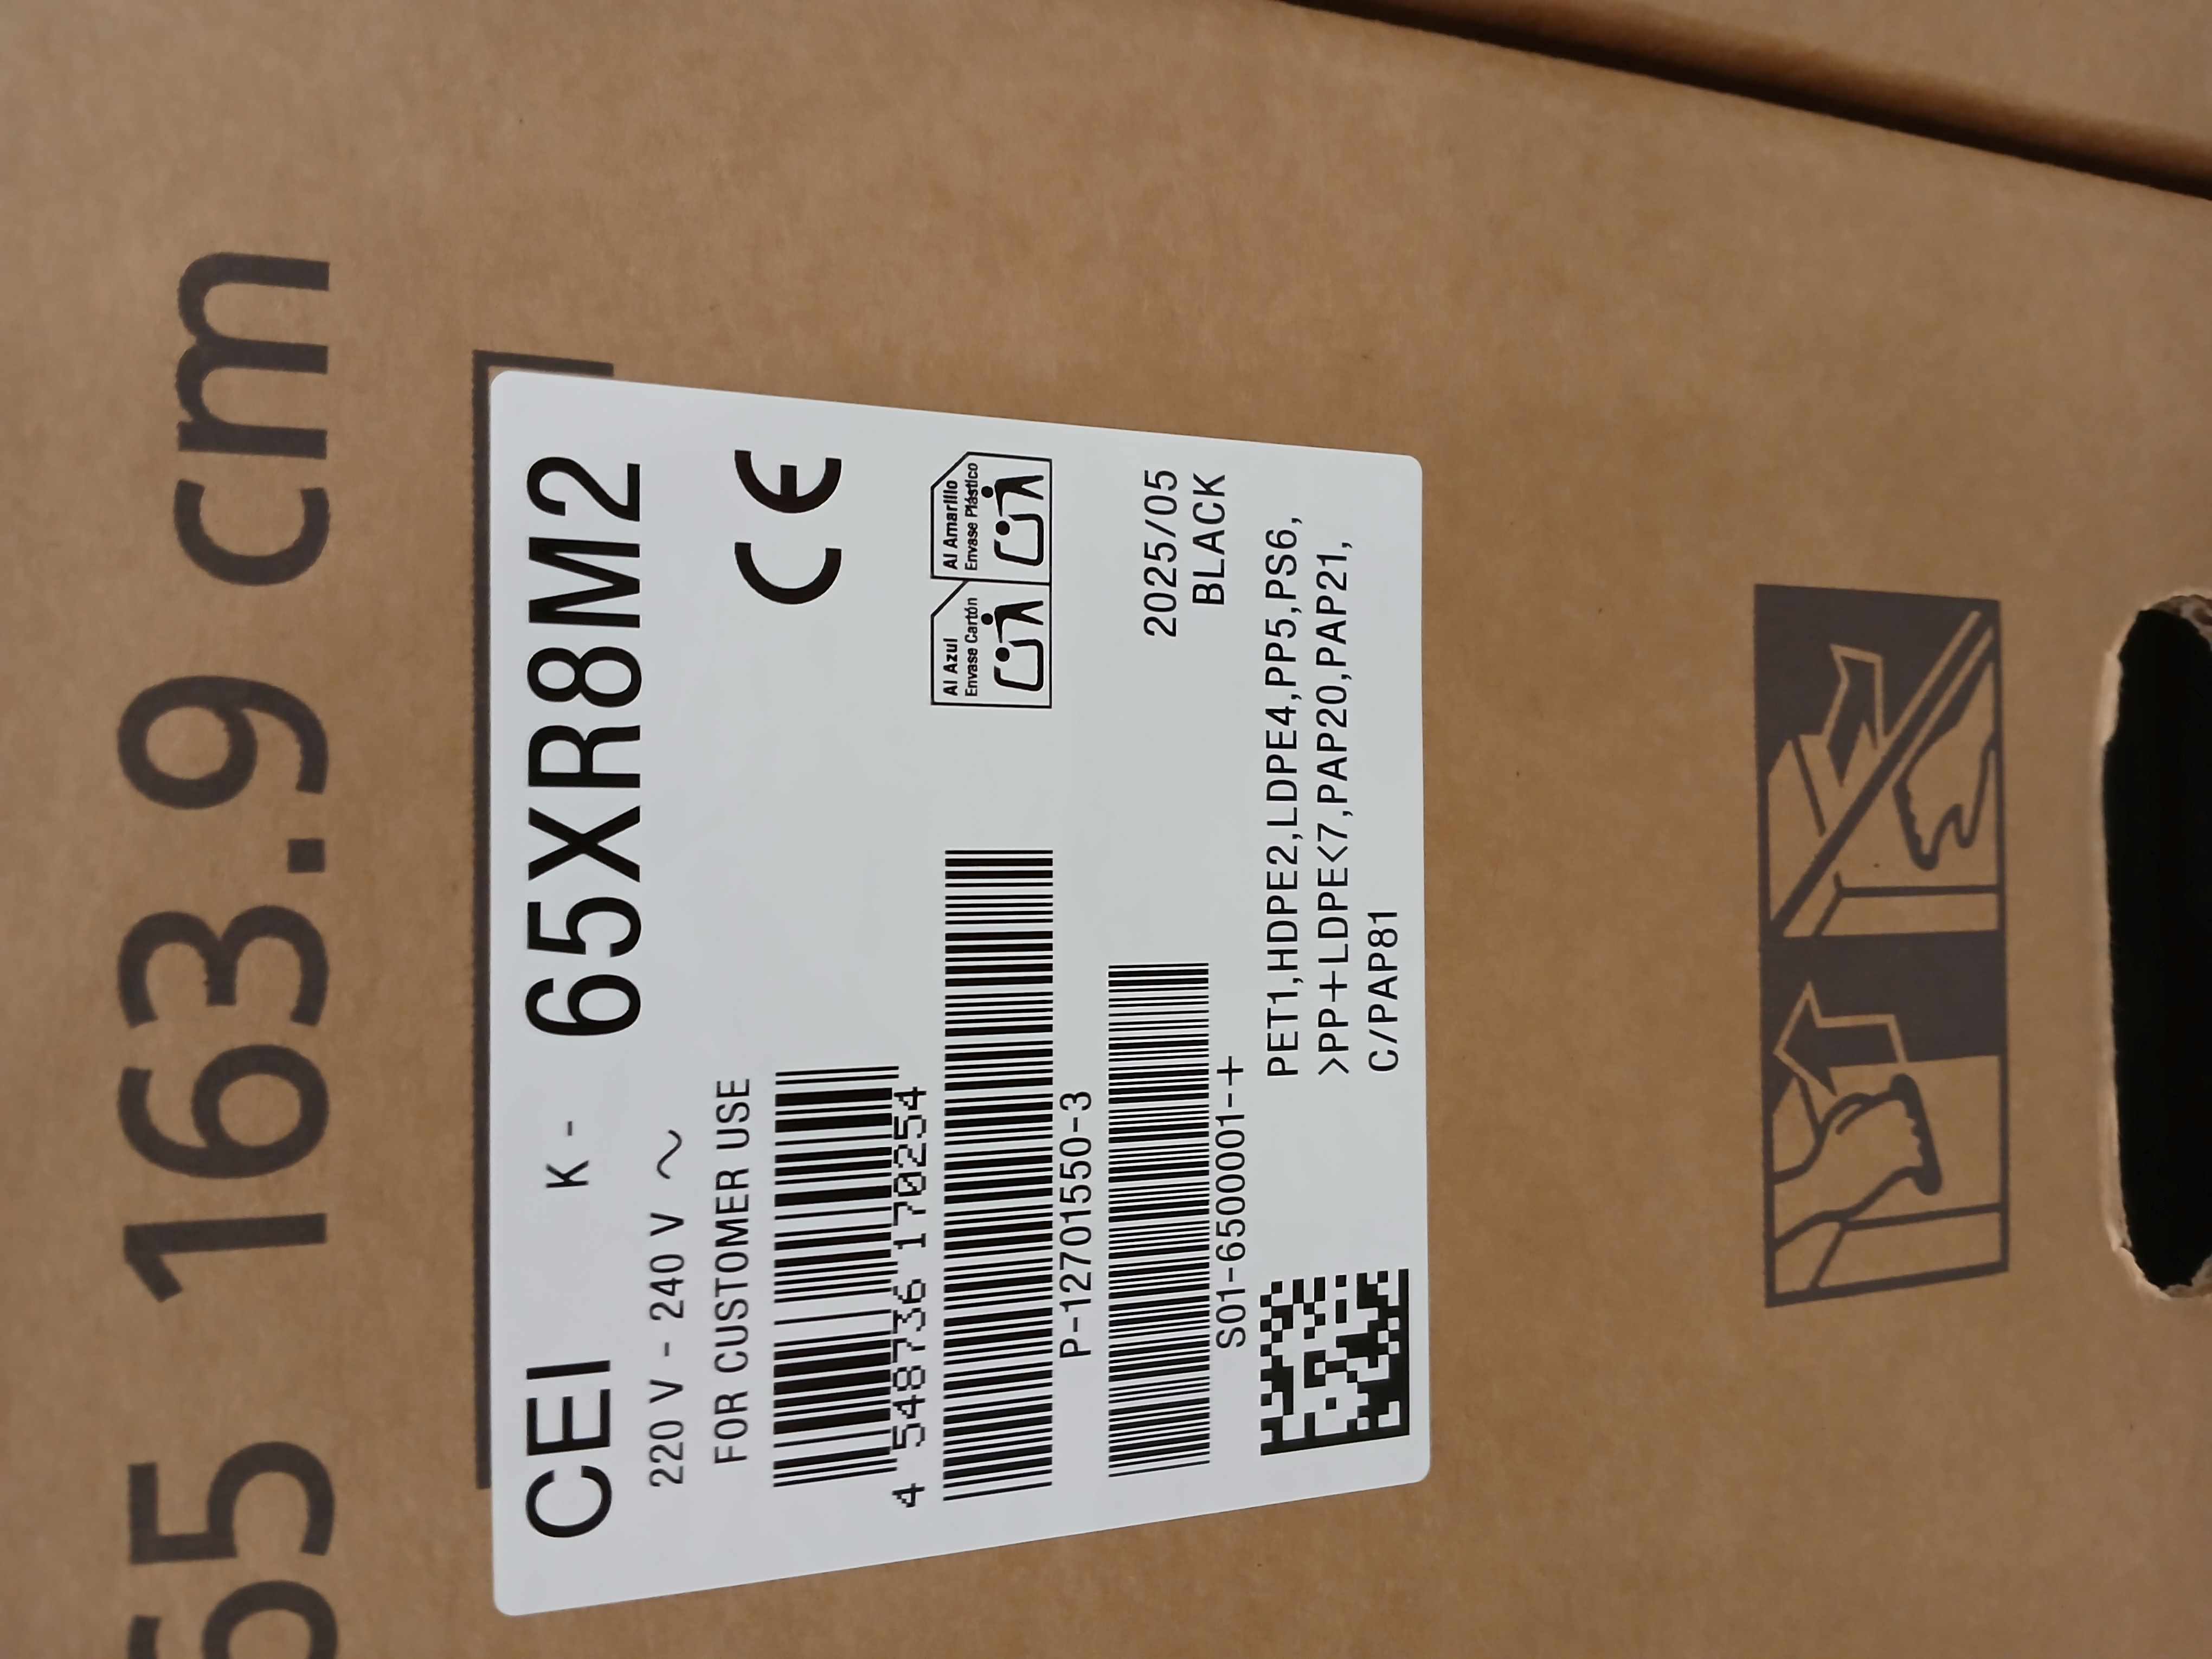 65 163.9 cm
CEI K- 65XR8M2
220 V - 240 V ~
FOR CUSTOMER USE
CE
4 548736 170254
Al Azul
Envase Cartón
Al Amarillo
Envase Plástico
P-12701550-3
2025/05
BLACK
S01-6500001--+
PET1,HDPE2,LDPE4,PP5,PS6,
>PP+LDPE<7,PAP20,PAP21,
C/PAP81